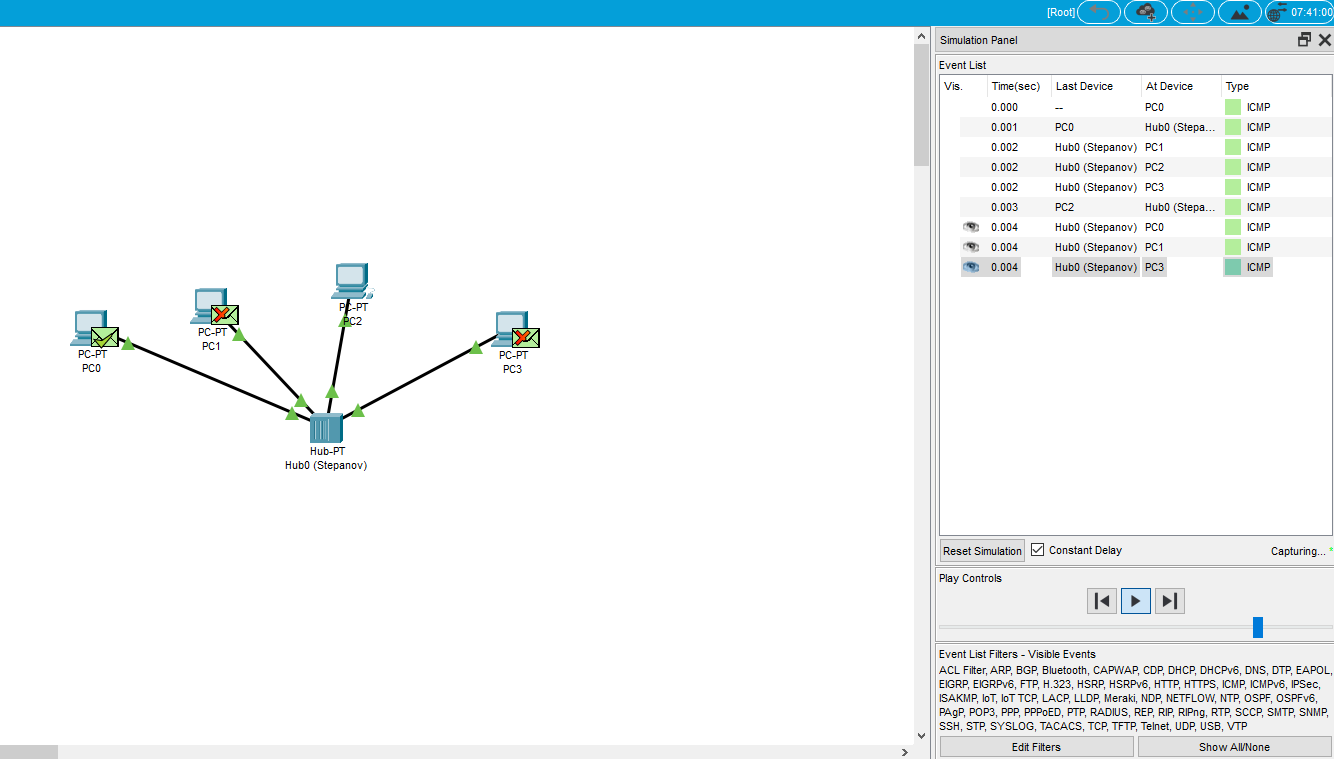 [Root] 07:41:00
Simulation Panel
Event List
Vis. Time(sec) Last Device At Device Type
0.000 -- PC0 ICMP
0.001 PC0 Hub0 (Stepa... ICMP
0.002 Hub0 (Stepanov) PC1 ICMP
0.002 Hub0 (Stepanov) PC2 ICMP
0.002 Hub0 (Stepanov) PC3 ICMP
0.003 PC2 Hub0 (Stepa... ICMP
0.004 Hub0 (Stepanov) PC0 ICMP
0.004 Hub0 (Stepanov) PC1 ICMP
0.004 Hub0 (Stepanov) PC3 ICMP
PC-PT
PC0
PC-PT
PC1
PC-PT
PC2
PC-PT
PC3
Hub-PT
Hub0 (Stepanov)
Reset Simulation Constant Delay Capturing...
Play Controls
Event List Filters - Visible Events
ACL Filter, ARP, BGP, Bluetooth, CAPWAP, CDP, DHCP, DHCPv6, DNS, DTP, EAPOL,
EIGRP, EIGRPv6, FTP, H.323, HSRP, HSRPv6, HTTP, HTTPS, ICMP, ICMPv6, IPSec,
ISAKMP, IoT, IoT TCP, LACP, LLDP, Meraki, NDP, NETFLOW, NTP, OSPF, OSPFv6,
PAgP, POP3, PPP, PPPoED, PTP, RADIUS, REP, RIP, RIPng, RTP, SCCP, SMTP, SNMP,
SSH, STP, SYSLOG, TACACS, TCP, TFTP, Telnet, UDP, USB, VTP
Edit Filters Show All/None